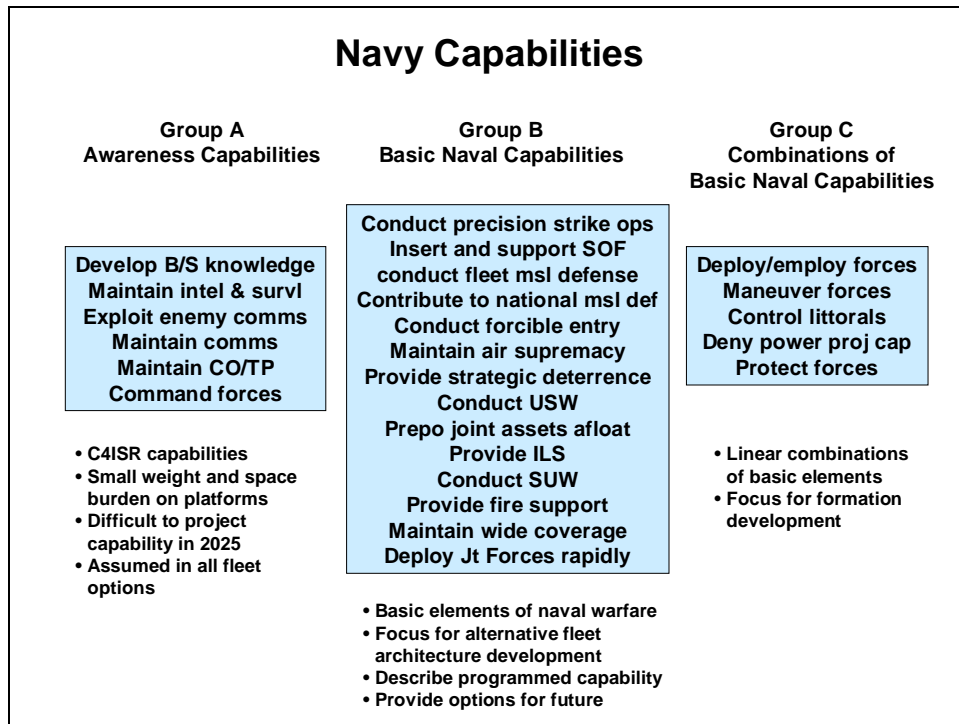 Navy Capabilities
Group A
Awareness Capabilities
Develop B/S knowledge
Maintain intel & survl
Exploit enemy comms
Maintain comms
Maintain CO/TP
Command forces
• C4ISR capabilities
• Small weight and space
burden on platforms
• Difficult to project
capability in 2025
• Assumed in all fleet
options
Group B
Basic Naval Capabilities
Conduct precision strike ops
Insert and support SOF
conduct fleet msl defense
Contribute to national msl def
Conduct forcible entry
Maintain air supremacy
Provide strategic deterrence
Conduct USW
Prepo joint assets afloat
Provide ILS
Conduct SUW
Provide fire support
Maintain wide coverage
Deploy Jt Forces rapidly
• Basic elements of naval warfare
• Focus for alternative fleet
architecture development
• Describe programmed capability
• Provide options for future
Group C
Combinations of
Basic Naval Capabilities
Deploy/employ forces
Maneuver forces
Control littorals
Deny power proj cap
Protect forces
• Linear combinations
of basic elements
• Focus for formation
development